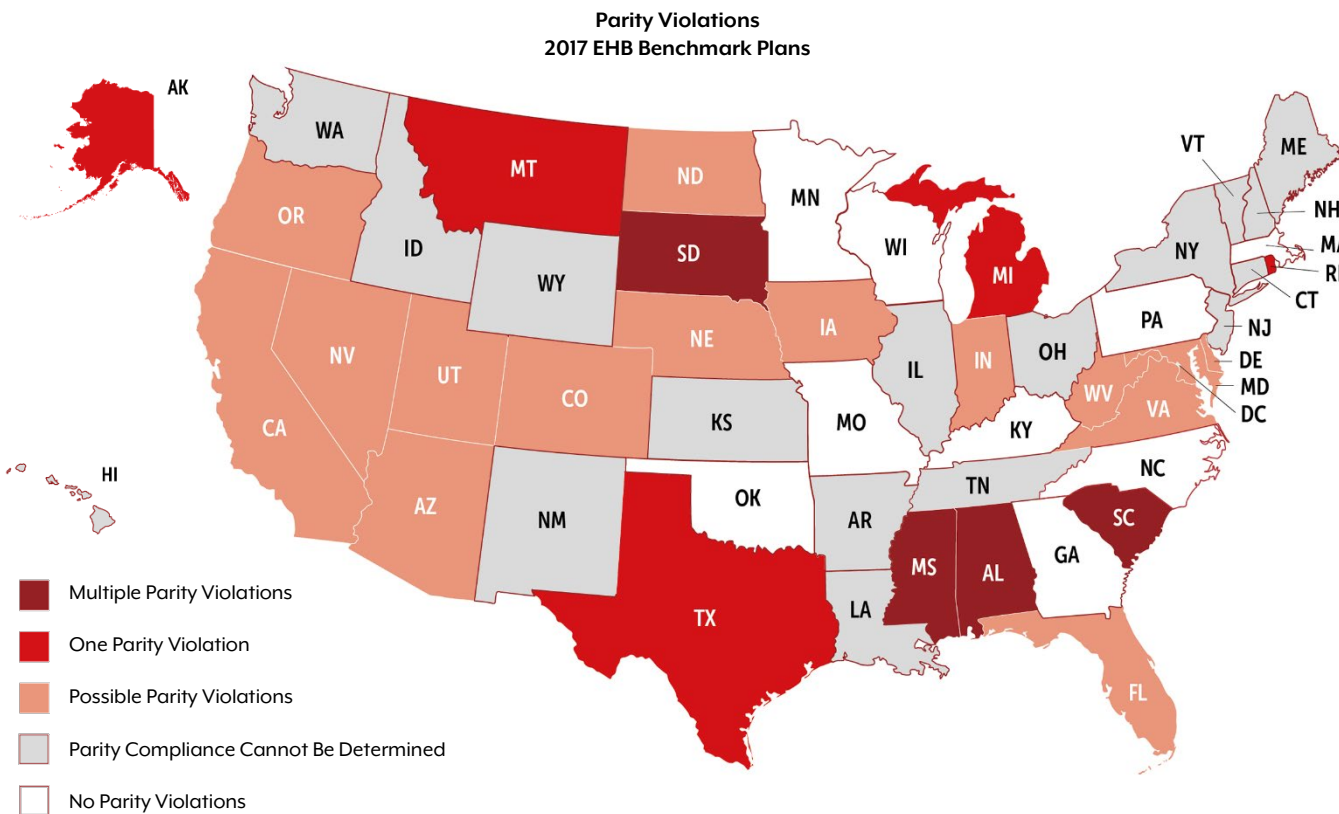 Parity Violations
2017 EHB Benchmark Plans
AK
WA
MT
ND
MN
VT
ME
OR
ID
SD
WI
NY
NH
MA
MI
RI
WY
CT
PA
NJ
NV
UT
NE
IA
IL
IN
OH
DE
MD
DC
CA
CO
KS
MO
WV
VA
KY
HI
AZ
NM
OK
AR
TN
NC
SC
MS
AL
GA
LA
TX
FL
Multiple Parity Violations
One Parity Violation
Possible Parity Violations
Parity Compliance Cannot Be Determined
No Parity Violations